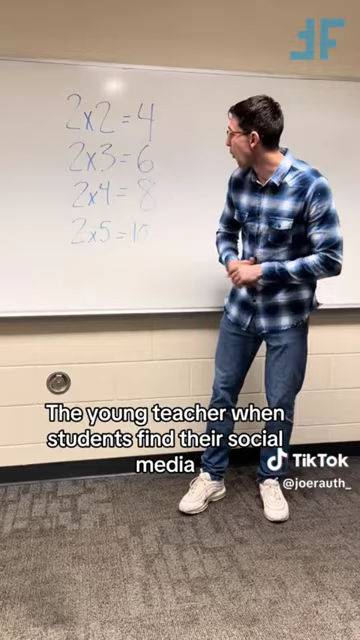 2x2=4
2x3=6
2x4=8
2x5=10
The young teacher when
students find their social
media
TikTok
@joerauth_